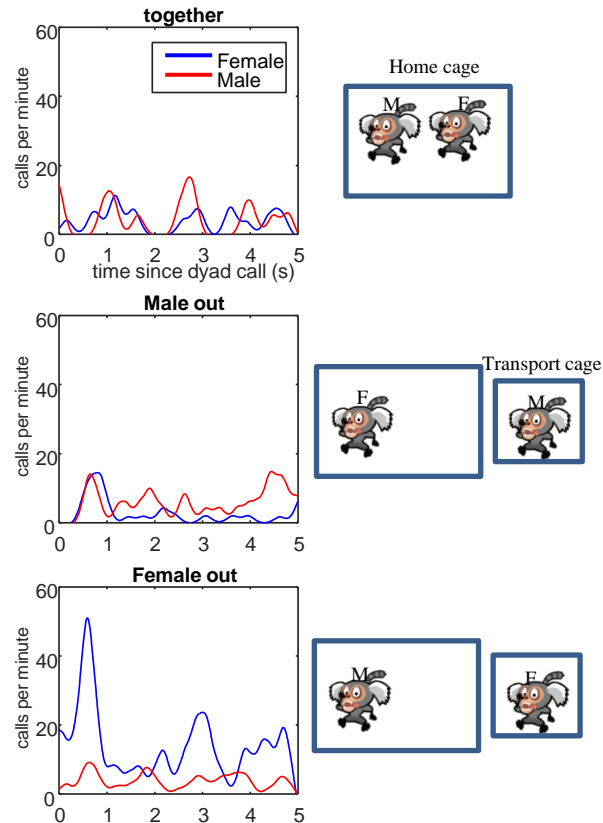 together
60
40
20
0
calls per minute
Female
Male
0 1 2 3 4 5
time since dyad call (s)
Home cage
M F
Male out
60
40
20
0
calls per minute
0 1 2 3 4 5
F
Transport cage
M
Female out
60
40
20
0
calls per minute
0 1 2 3 4 5
M
F